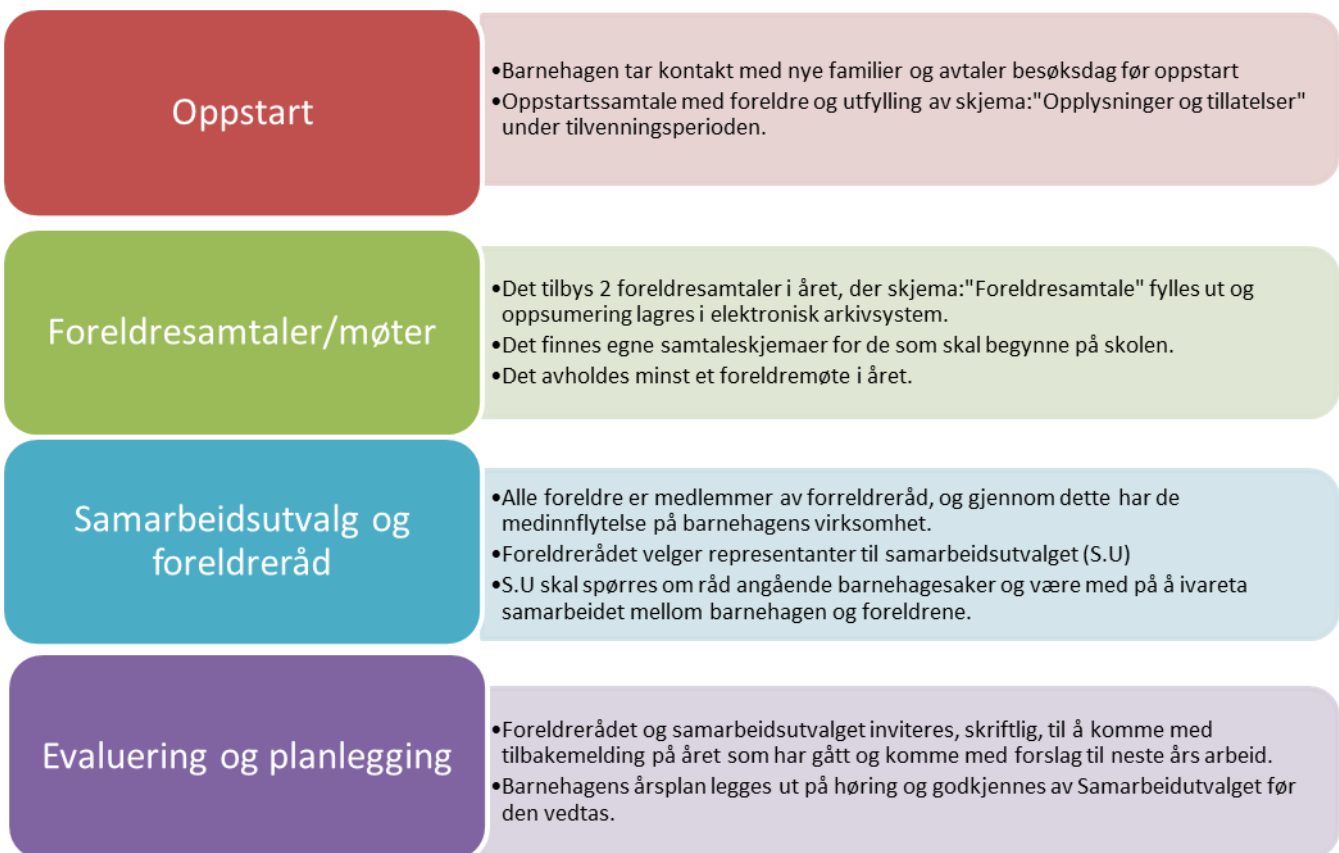 Oppstart
•Barnehagen tar kontakt med nye familier og avtaler besøksdag før oppstart
•Oppstartssamtale med foreldre og utfylling av skjema:"Opplysninger og tillatelser"
under tilvenningsperioden.
Foreldresamtaler/møter
•Det tilbys 2 foreldresamtaler i året, der skjema:"Foreldresamtale" fylles ut og
oppsumering lagres i elektronisk arkivsystem.
•Det finnes egne samtaleskjemaer for de som skal begynne på skolen.
•Det avholdes minst et foreldremøte i året.
Samarbeidsutvalg og
foreldreråd
•Alle foreldre er medlemmer av forreldreråd, og gjennom dette har de
medinnflytelse på barnehagens virksomhet.
•Foreldrerådet velger representanter til samarbeidsutvalget (S.U)
•S.U skal spørres om råd angående barnehagesaker og være med på å ivareta
samarbeidet mellom barnehagen og foreldrene.
Evaluering og planlegging
•Foreldrerådet og samarbeidsutvalget inviteres, skriftlig, til å komme med
tilbakemelding på året som har gått og komme med forslag til neste års arbeid.
•Barnehagens årsplan legges ut på høring og godkjennes av Samarbeidutvalget før
den vedtas.